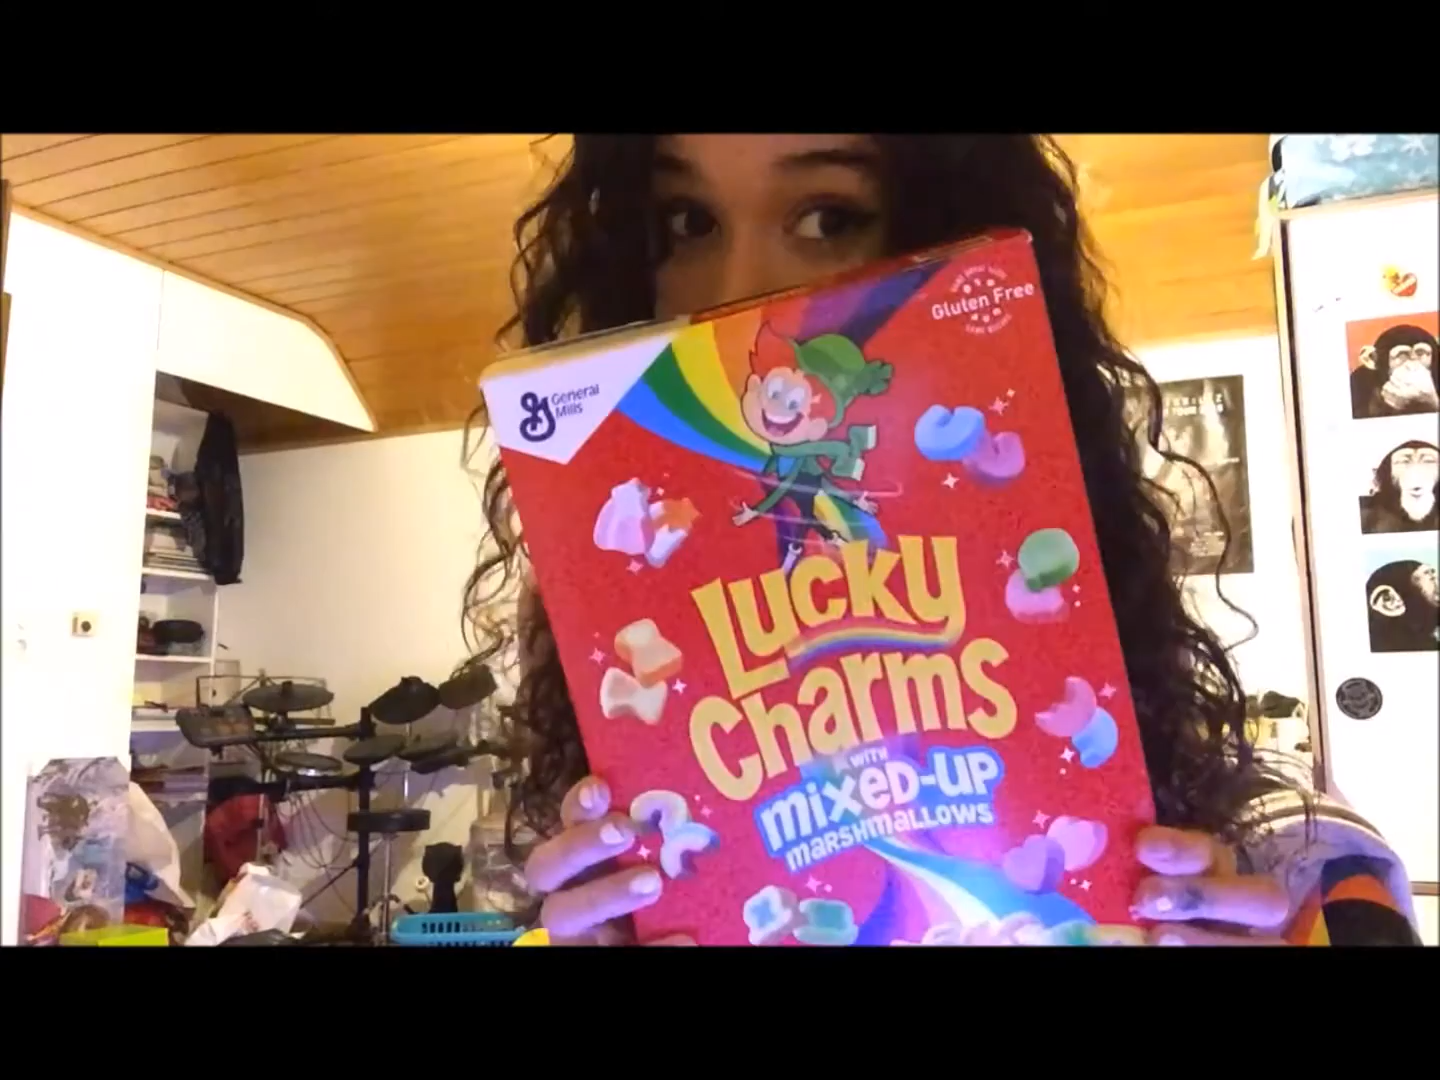 General
Mills
Gluten Free
Lucky
Charms
WITH
mixed-up
marshmallows